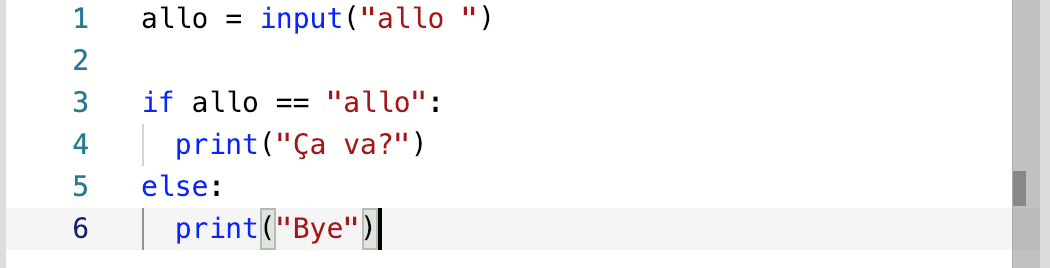 1 allo = input("allo ")
2
3 if allo == "allo":
4   print("Ça va?")
5 else:
6   print("Bye")